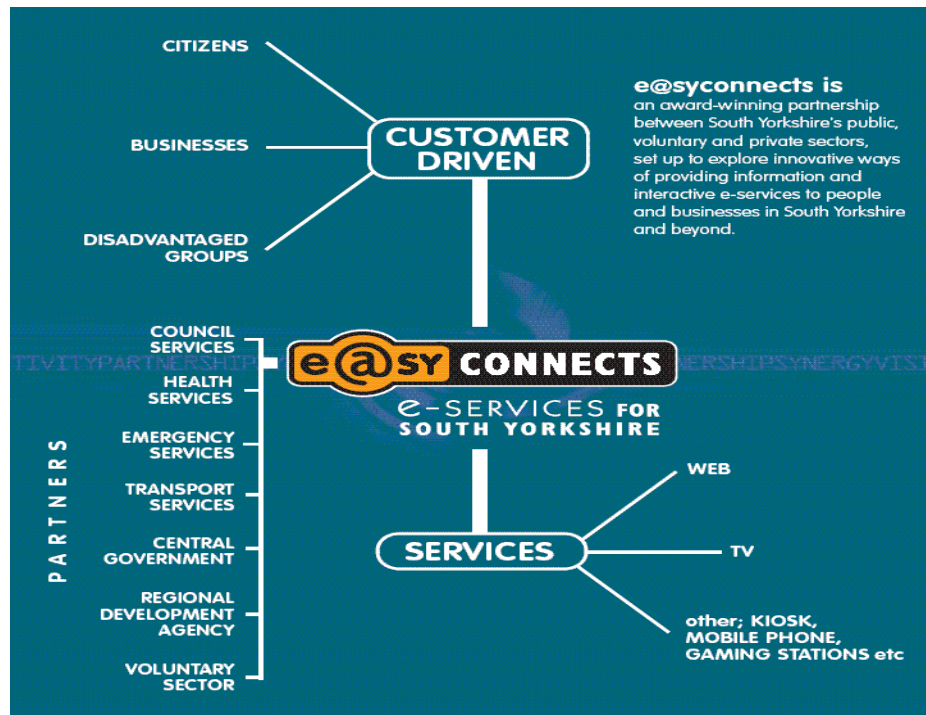 CITIZENS
BUSINESSES
DISADVANTAGED
GROUPS
CUSTOMER
DRIVEN
e@syconnects is
an award-winning partnership
between South Yorkshire's public,
voluntary and private sectors,
set up to explore innovative ways
of providing information and
interactive e-services to people
and businesses in South Yorkshire
and beyond.
TIVITYPARTNERSHIP
NERSHIPSYNERGYVISI
e@sy CONNECTS
e-SERVICES FOR
SOUTH YORKSHIRE
PARTNERS
COUNCIL
SERVICES
HEALTH
SERVICES
EMERGENCY
SERVICES
TRANSPORT
SERVICES
CENTRAL
GOVERNMENT
REGIONAL
DEVELOPMENT
AGENCY
VOLUNTARY
SECTOR
SERVICES
WEB
TV
other; KIOSK,
MOBILE PHONE,
GAMING STATIONS etc